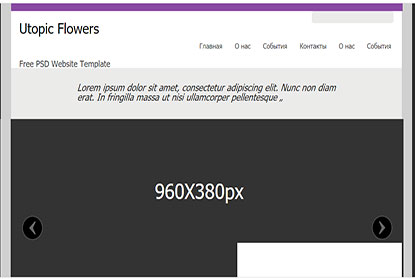 Utopic Flowers
Главная О нас События Контакты О нас События
Free PSD Website Template
Lorem ipsum dolor sit amet, consectetur adipiscing elit. Nunc non diam
erat. In fringilla massa ut nisi ullamcorper pellentesque „
960X380px